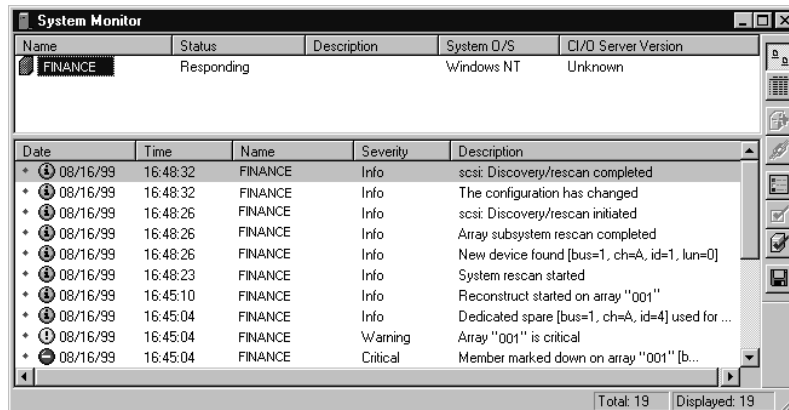 System Monitor
Name Status Description System O/S CI/O Server Version
FINANCE Responding Windows NT Unknown
Date Time Name Severity Description
08/16/99 16:48:32 FINANCE Info scsi: Discovery/rescan completed
08/16/99 16:48:32 FINANCE Info The configuration has changed
08/16/99 16:48:26 FINANCE Info scsi: Discovery/rescan initiated
08/16/99 16:48:26 FINANCE Info Array subsystem rescan completed
08/16/99 16:48:26 FINANCE Info New device found [bus=1, ch=A, id=1, lun=0]
08/16/99 16:48:23 FINANCE Info System rescan started
08/16/99 16:45:10 FINANCE Info Reconstruct started on array "001"
08/16/99 16:45:04 FINANCE Info Dedicated spare [bus=1, ch=A, id=4] used for ...
08/16/99 16:45:04 FINANCE Warning Array "001" is critical
08/16/99 16:45:04 FINANCE Critical Member marked down on array "001" [b...
Total: 19 Displayed: 19